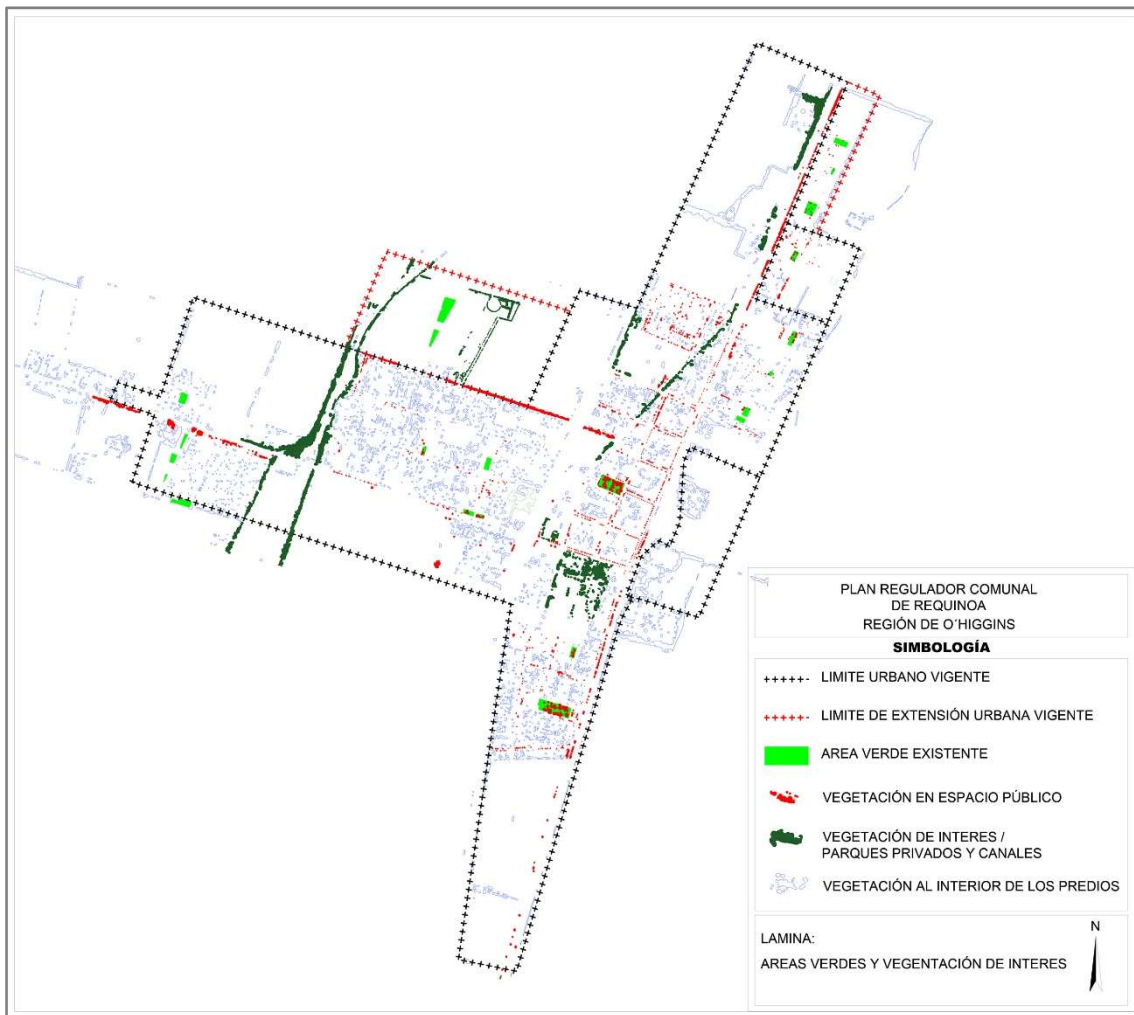 PLAN REGULADOR COMUNAL
DE REQUINOA
REGIÓN DE O´HIGGINS
SIMBOLOGÍA
LIMITE URBANO VIGENTE
LIMITE DE EXTENSIÓN URBANA VIGENTE
AREA VERDE EXISTENTE
VEGETACIÓN EN ESPACIO PÚBLICO
VEGETACIÓN DE INTERES /
PARQUES PRIVADOS Y CANALES
VEGETACIÓN AL INTERIOR DE LOS PREDIOS
N
LAMINA:
AREAS VERDES Y VEGENTACIÓN DE INTERES